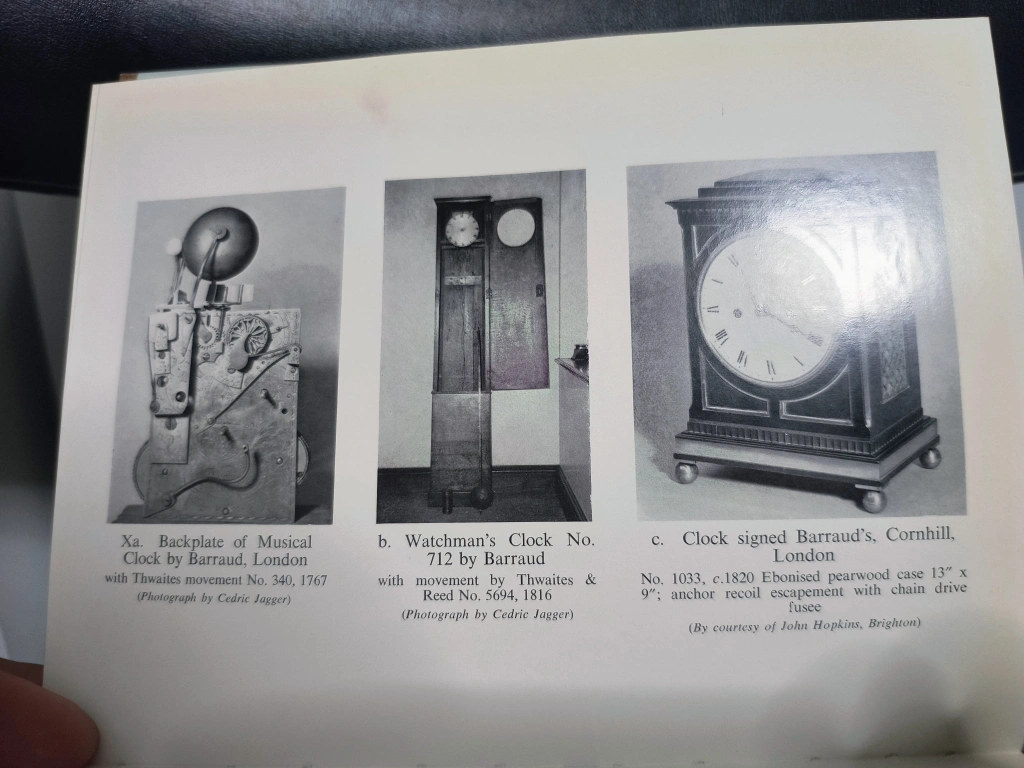 Xa. Backplate of Musical
Clock by Barraud, London
with Thwaites movement No. 340, 1767
(Photograph by Cedric Jagger)
b. Watchman's Clock No.
712 by Barraud
with movement by Thwaites &
Reed No. 5694, 1816
(Photograph by Cedric Jagger)
c. Clock signed Barraud's, Cornhill,
London
No. 1033, c.1820 Ebonised pearwood case 13″ x
9″; anchor recoil escapement with chain drive
fusee
(By courtesy of John Hopkins, Brighton)